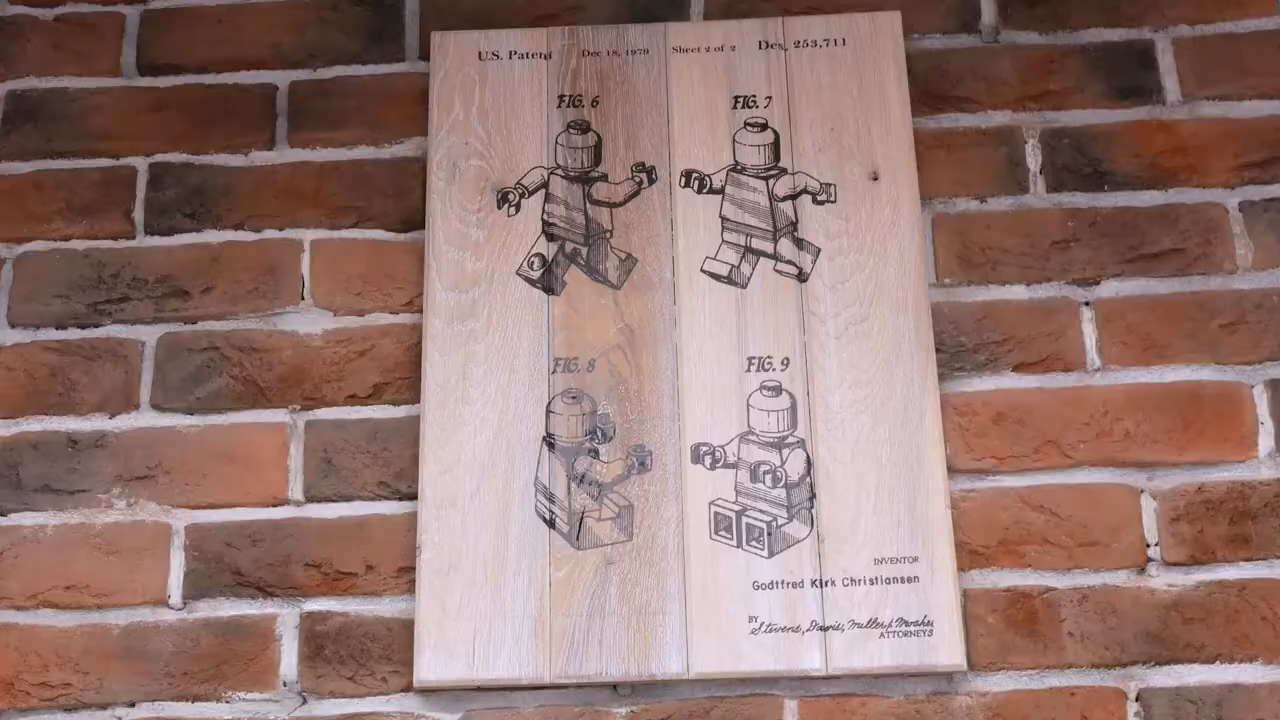 U.S. Patent Dec 18, 1979 Sheet 2 of 2 Des. 253,711
FIG. 6 FIG. 7
FIG. 8 FIG. 9
INVENTOR
Godtfred Kirk Christiansen
BY
Stevens, Davis, Miller & Mosher
ATTORNEYS